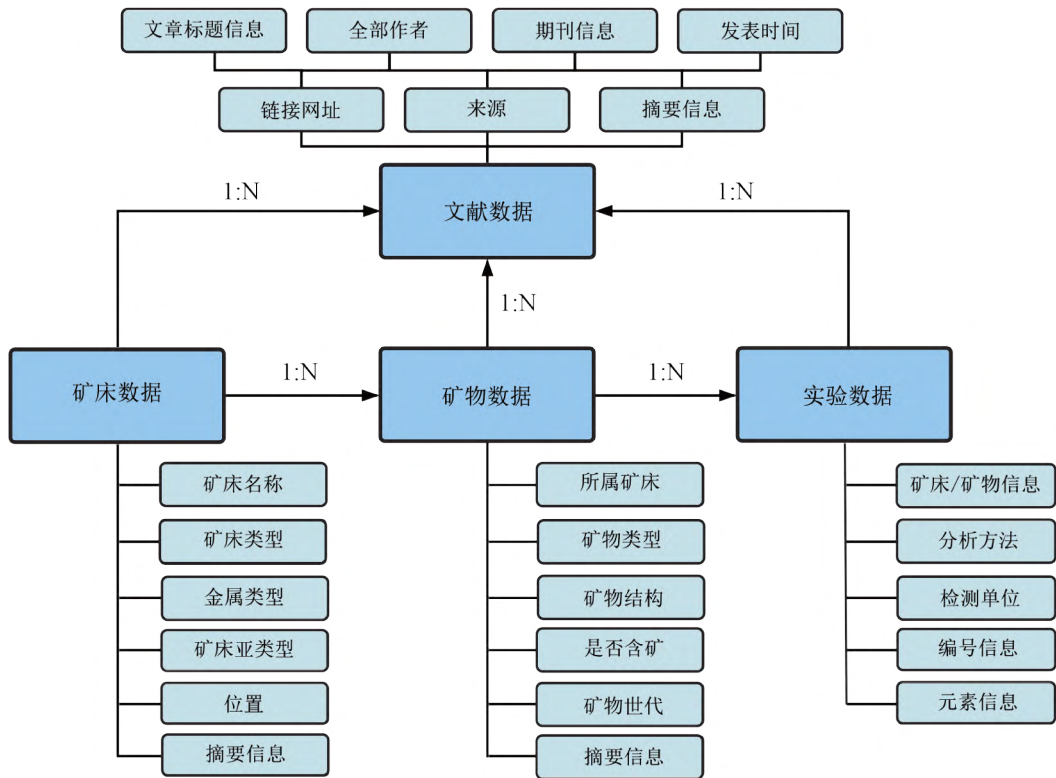 文章标题信息
全部作者
期刊信息
发表时间
链接网址
来源
摘要信息
文献数据
1:N
1:N
1:N
矿床数据
1:N
矿物数据
1:N
实验数据
矿床名称
矿床类型
金属类型
矿床亚类型
位置
摘要信息
所属矿床
矿物类型
矿物结构
是否含矿
矿物世代
摘要信息
矿床/矿物信息
分析方法
检测单位
编号信息
元素信息